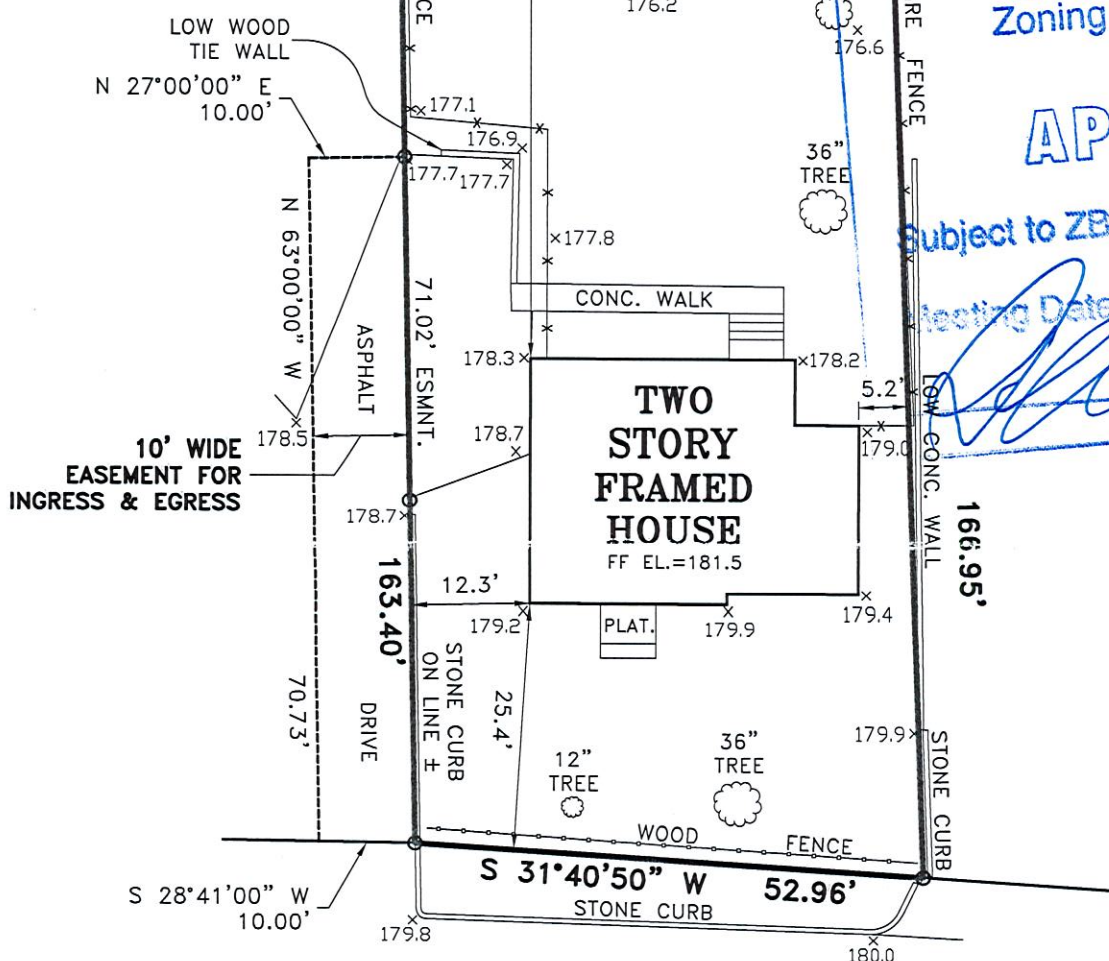 CE
176.2
RE FENCE
Zoning
LOW WOOD
TIE WALL
176.6
N 27°00'00" E
10.00'
177.1
176.9
AP
36"
TREE
177.7
177.7
Subject to ZB
N 63°00'00" W
177.8
71.02' ESMNT.
CONC. WALK
Meeting Date
ASPHALT
178.3
178.2
5.2'
TWO
STORY
FRAMED
HOUSE
FF EL.=181.5
178.5
178.7
179.0
LOW CONC. WALL
10' WIDE
EASEMENT FOR
INGRESS & EGRESS
178.7
166.95'
163.40'
12.3'
179.2
PLAT.
179.9
179.4
STONE CURB
ON LINE ±
25.4'
70.73'
DRIVE
179.9
STONE CURB
12"
TREE
36"
TREE
WOOD FENCE
S 31°40'50" W 52.96'
S 28°41'00" W
10.00'
STONE CURB
179.8
180.0